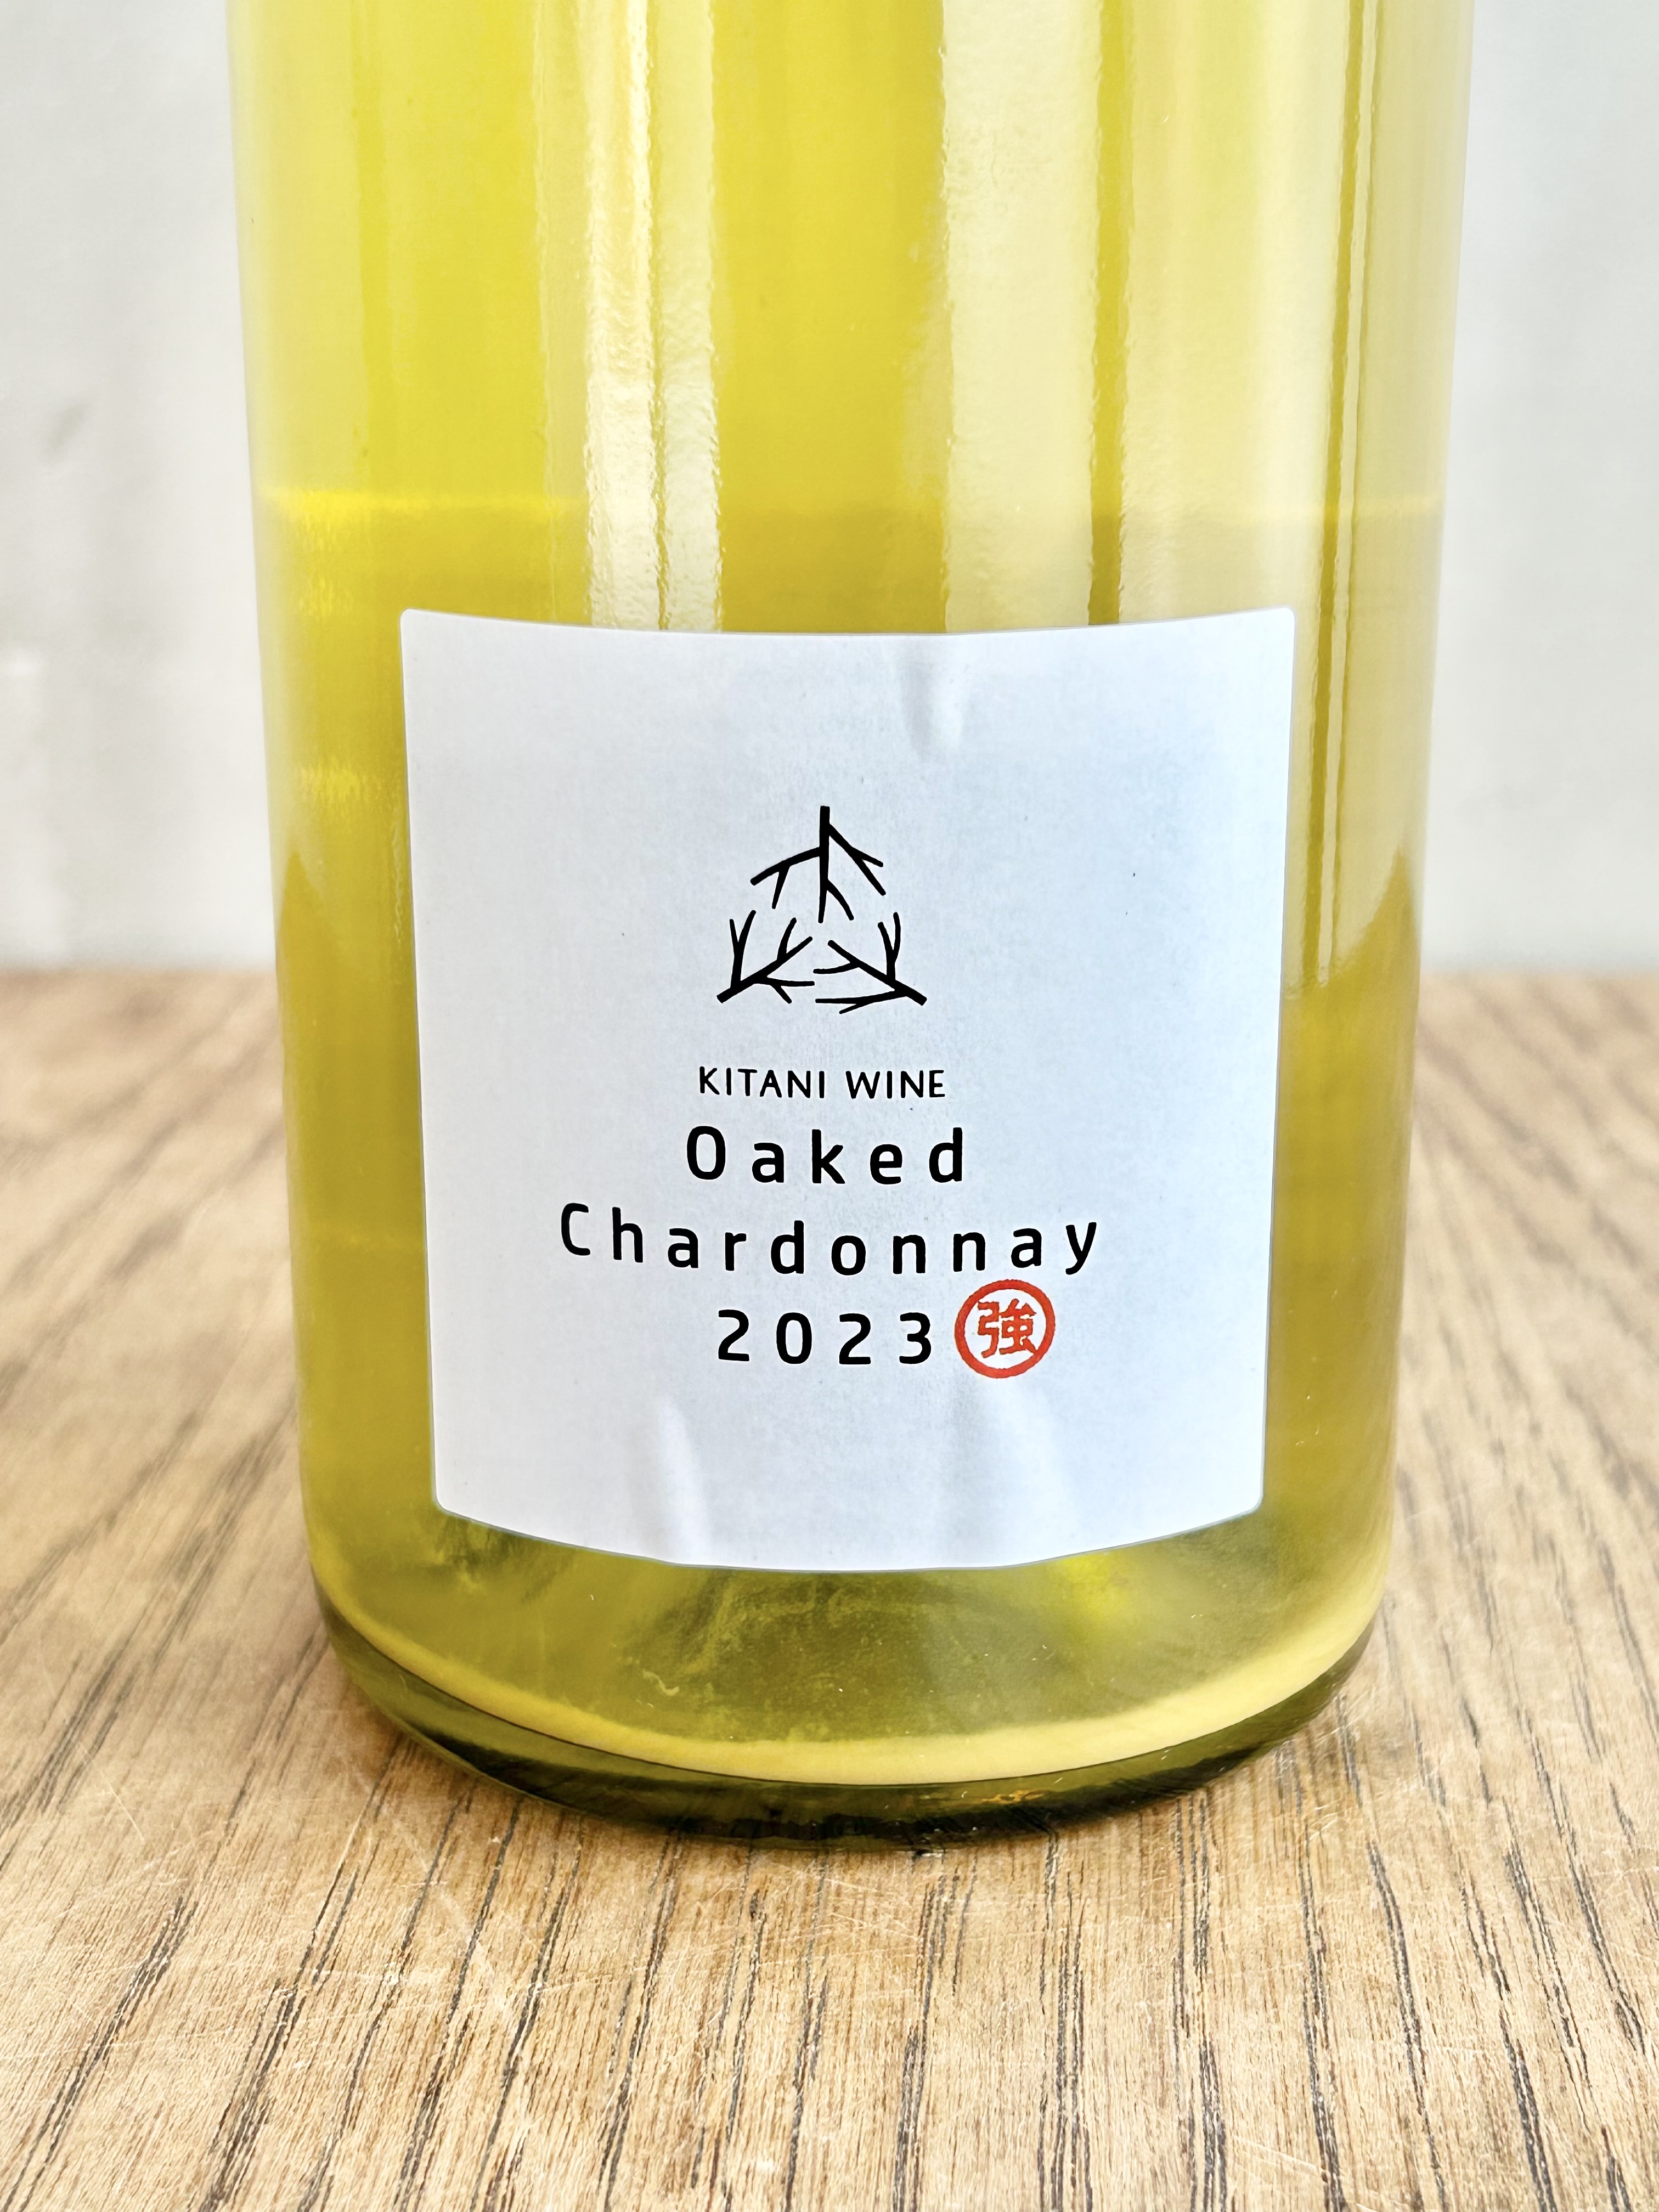 KITANI WINE
Oaked
Chardonnay
2023 強